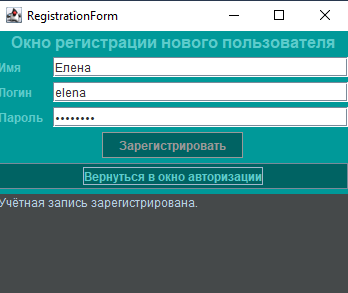 RegistrationForm
Окно регистрации нового пользователя
Имя
Елена
Логин
elena
Пароль
••••••••
Зарегистрировать
Вернуться в окно авторизации
Учётная запись зарегистрирована.